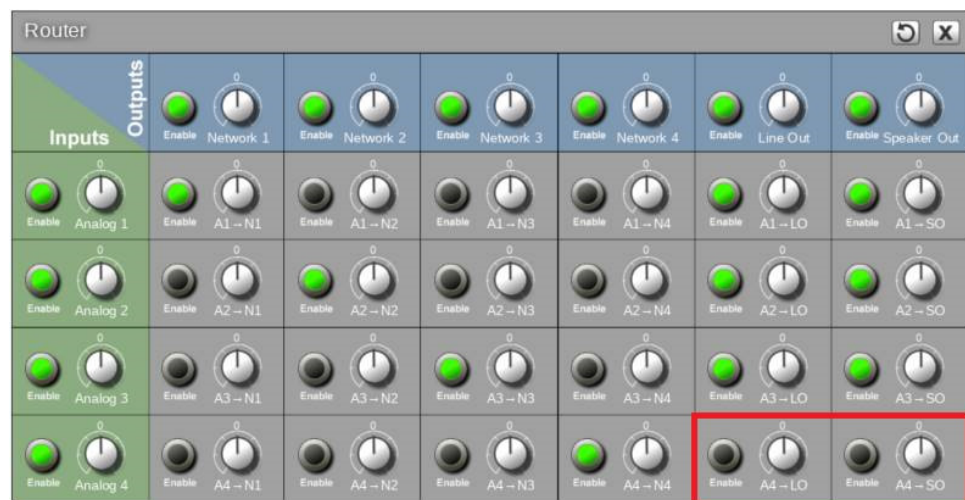 Router
X
Outputs
Inputs
0 0 0 0 0 0
Enable Network 1 Enable Network 2 Enable Network 3 Enable Network 4 Enable Line Out Enable Speaker Out
0 0 0 0 0 0 0
Enable Analog 1 Enable A1→N1 Enable A1→N2 Enable A1→N3 Enable A1→N4 Enable A1→LO Enable A1→SO
0 0 0 0 0 0 0
Enable Analog 2 Enable A2→N1 Enable A2→N2 Enable A2→N3 Enable A2→N4 Enable A2→LO Enable A2→SO
0 0 0 0 0 0 0
Enable Analog 3 Enable A3→N1 Enable A3→N2 Enable A3→N3 Enable A3→N4 Enable A3→LO Enable A3→SO
0 0 0 0 0 0 0
Enable Analog 4 Enable A4→N1 Enable A4→N2 Enable A4→N3 Enable A4→N4 Enable A4→LO Enable A4→SO